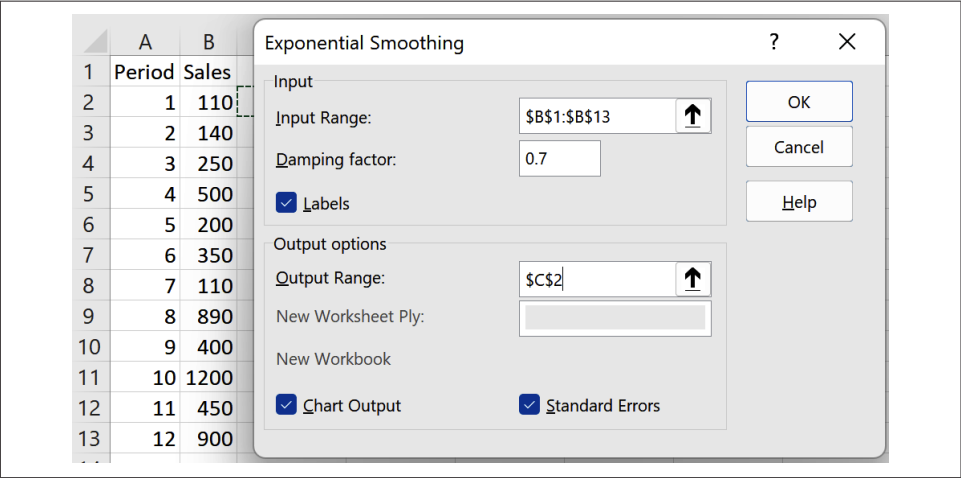 A B
1 Period Sales
2 1 110
3 2 140
4 3 250
5 4 500
6 5 200
7 6 350
8 7 110
9 8 890
10 9 400
11 10 1200
12 11 450
13 12 900
Exponential Smoothing ? ×
Input
Input Range: $B$1:$B$13
Damping factor: 0.7
Labels
OK
Cancel
Help
Output options
Output Range: $C$2
New Worksheet Ply:
New Workbook
Chart Output Standard Errors